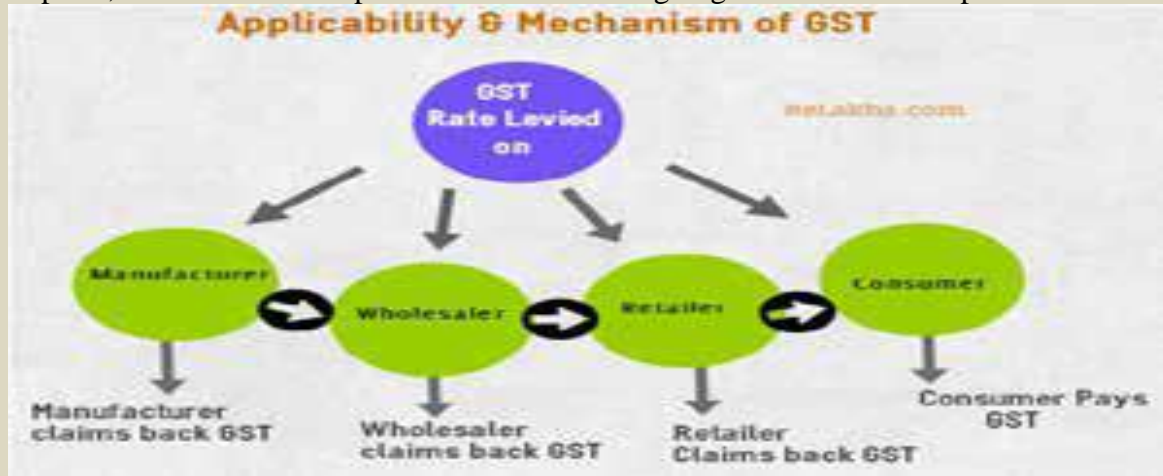 Applicability & Mechanism of GST
GST
Rate Levied
on
Manufacturer
Wholesaler
Retailer
Consumer
Manufacturer
claims back GST
Wholesaler
claims back GST
Retailer
Claims back GST
Consumer Pays
GST